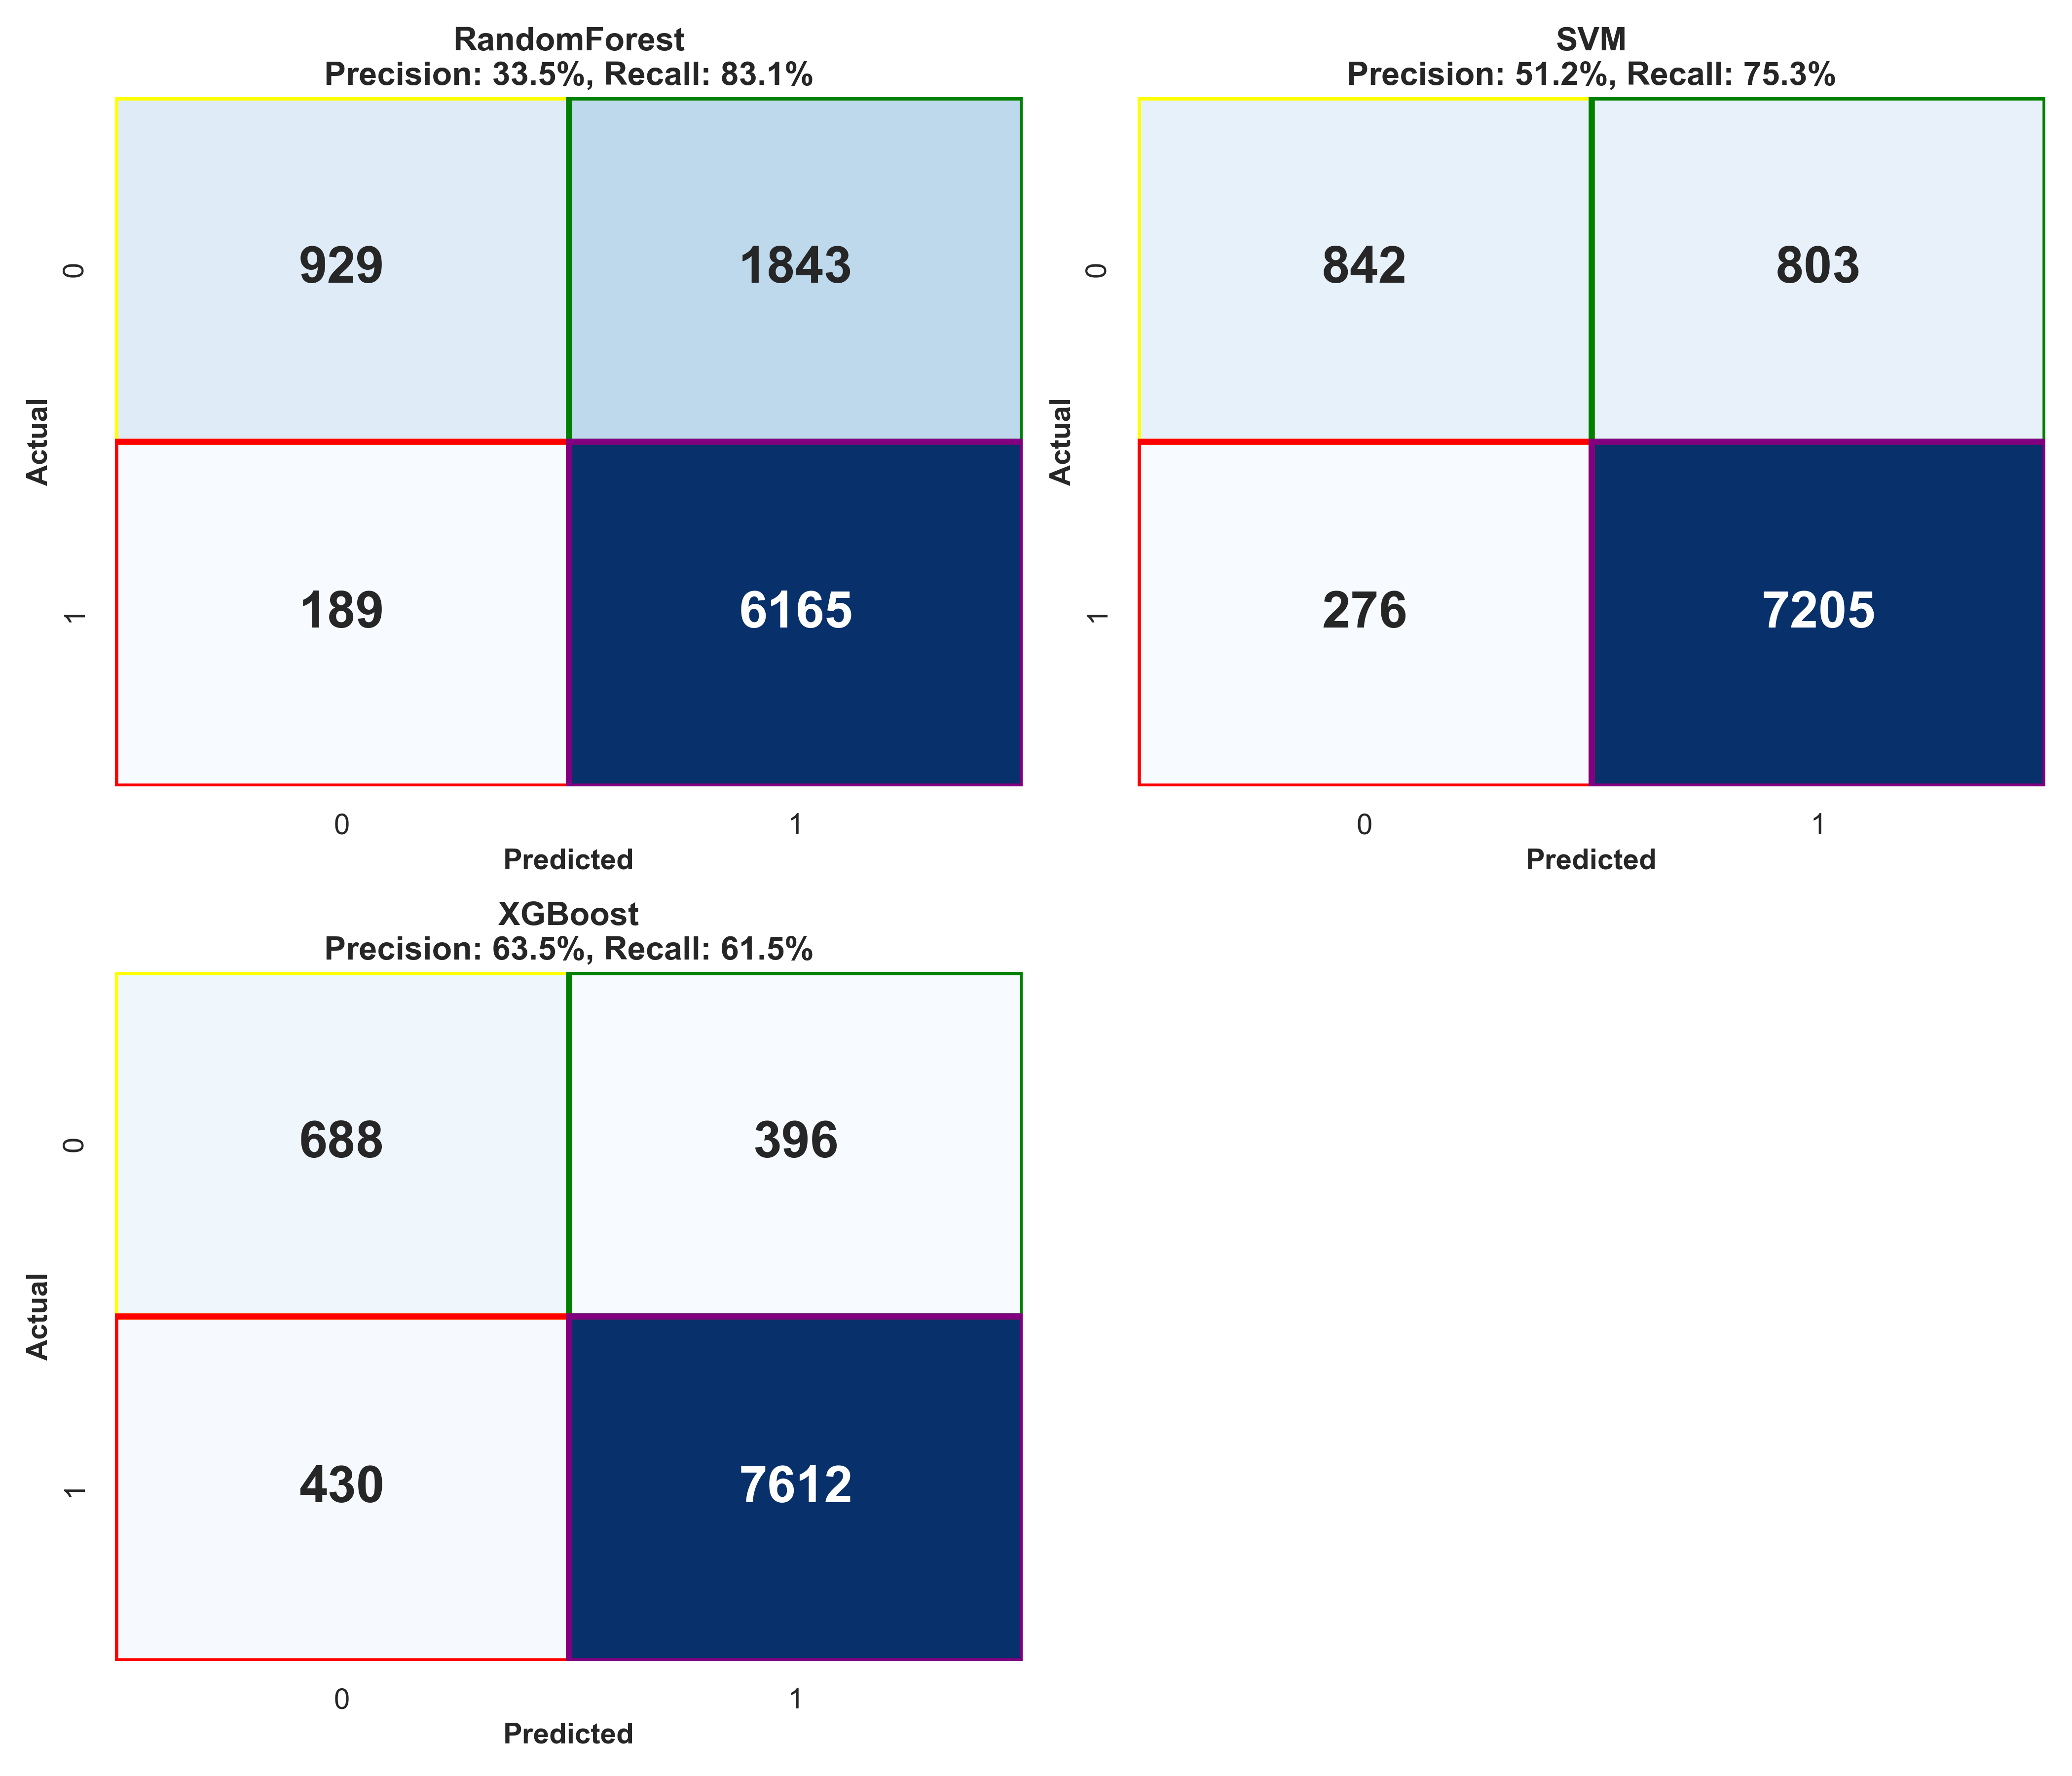 RandomForest
Precision: 33.5%, Recall: 83.1%
Actual
0
929
1843
1
189
6165
0
1
Predicted
SVM
Precision: 51.2%, Recall: 75.3%
Actual
0
842
803
1
276
7205
0
1
Predicted
XGBoost
Precision: 63.5%, Recall: 61.5%
Actual
0
688
396
1
430
7612
0
1
Predicted